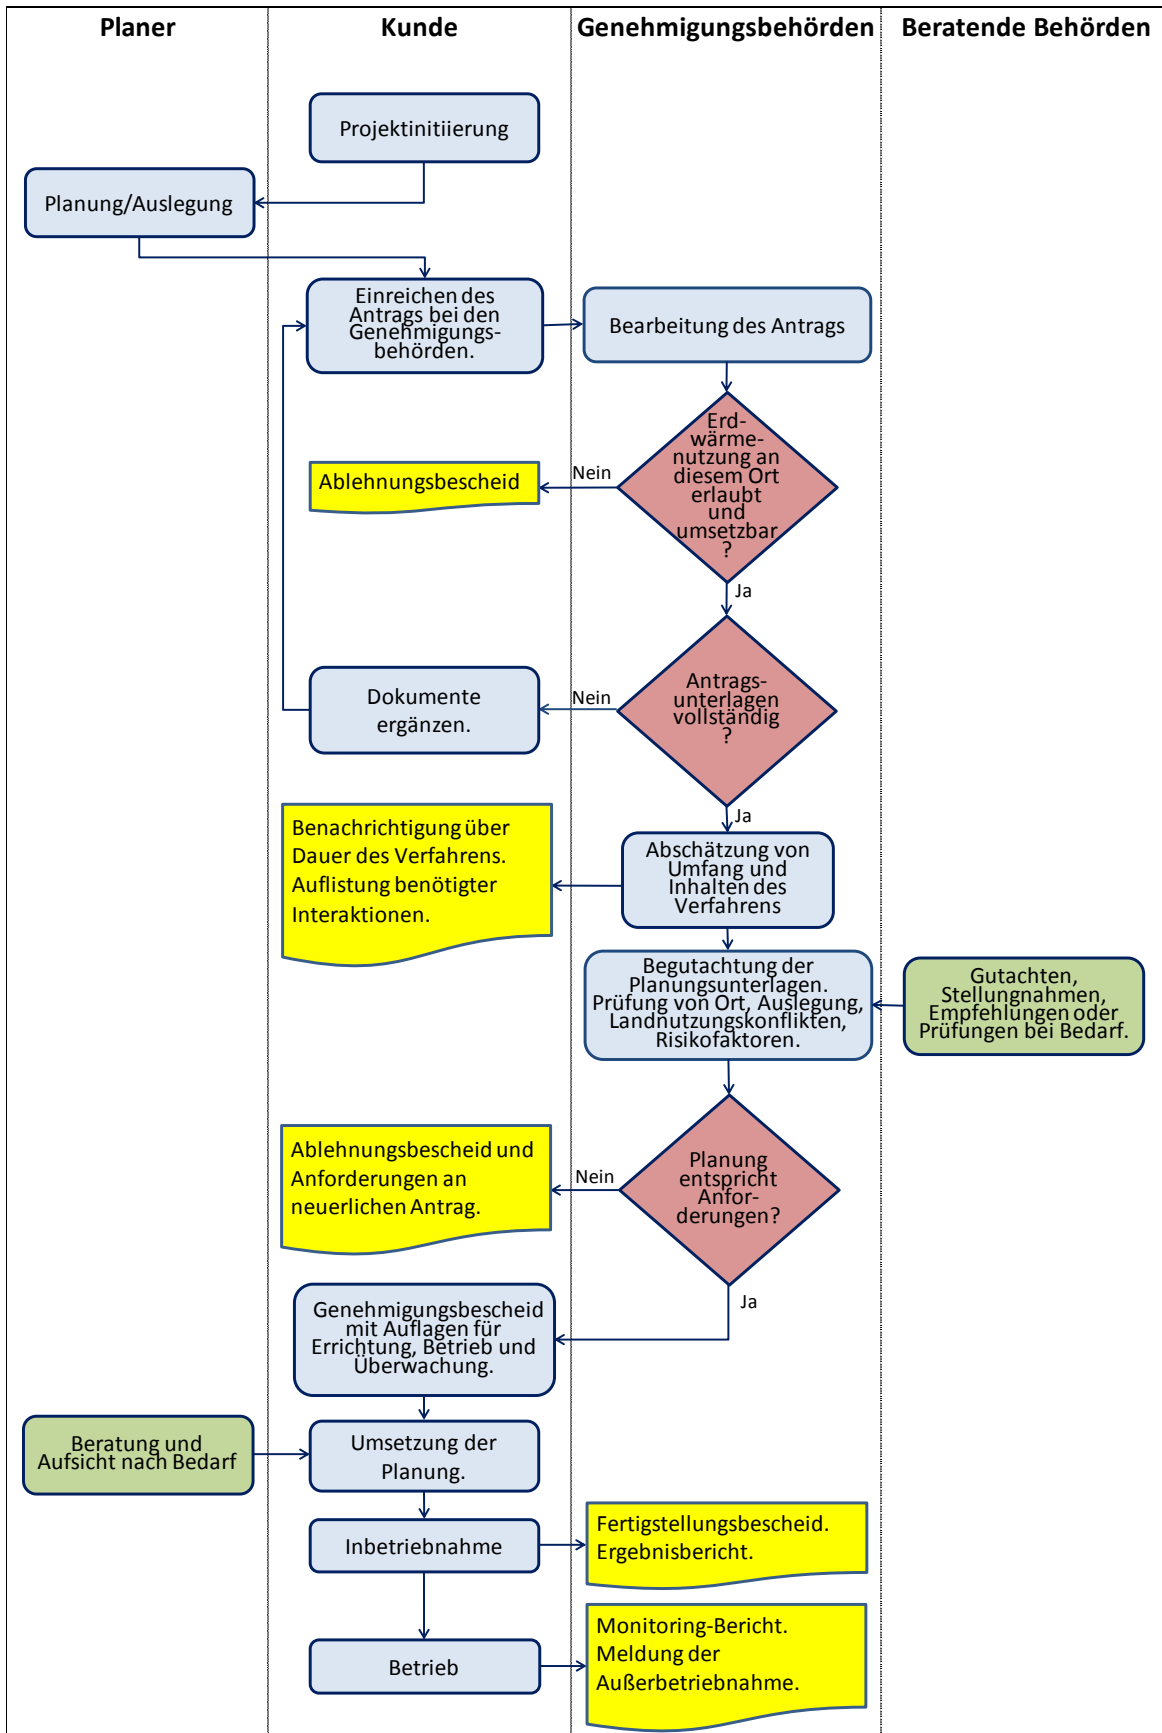 Planer
Kunde
Genehmigungsbehörden
Beratende Behörden
Projektinitiierung
Planung/Auslegung
Einreichen des
Antrags bei den
Genehmigungs-
behörden.
Bearbeitung des Antrags
Erd-
wärme-
nutzung an
diesem Ort
erlaubt
und
umsetzbar
?
Nein
Ablehnungsbescheid
Ja
Antrags-
unterlagen
vollständig
?
Nein
Dokumente
ergänzen.
Ja
Benachrichtigung über
Dauer des Verfahrens.
Auflistung benötigter
Interaktionen.
Abschätzung von
Umfang und
Inhalten des
Verfahrens
Begutachtung der
Planungsunterlagen.
Prüfung von Ort, Auslegung,
Landnutzungskonflikten,
Risikofaktoren.
Gutachten,
Stellungnahmen,
Empfehlungen oder
Prüfungen bei Bedarf.
Planung
entspricht
Anfor-
derungen?
Nein
Ablehnungsbescheid und
Anforderungen an
neuerlichen Antrag.
Ja
Genehmigungsbescheid
mit Auflagen für
Errichtung, Betrieb und
Überwachung.
Beratung und
Aufsicht nach Bedarf
Umsetzung der
Planung.
Inbetriebnahme
Fertigstellungsbescheid.
Ergebnisbericht.
Betrieb
Monitoring-Bericht.
Meldung der
Außerbetriebnahme.